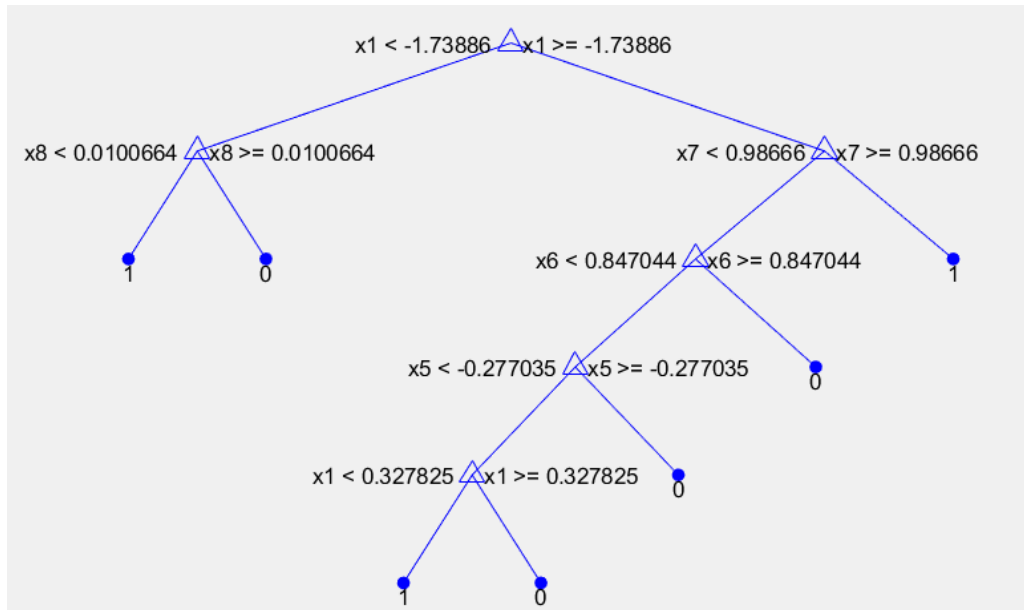 x1 < -1.73886 x1 >= -1.73886
x8 < 0.0100664 x8 >= 0.0100664
x7 < 0.98666 x7 >= 0.98666
1
0
x6 < 0.847044 x6 >= 0.847044
1
x5 < -0.277035 x5 >= -0.277035
0
x1 < 0.327825 x1 >= 0.327825
0
1
0